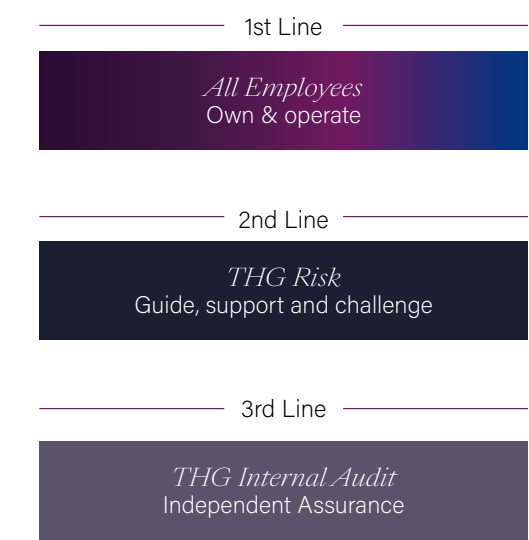 1st Line
All Employees
Own & operate
2nd Line
THG Risk
Guide, support and challenge
3rd Line
THG Internal Audit
Independent Assurance